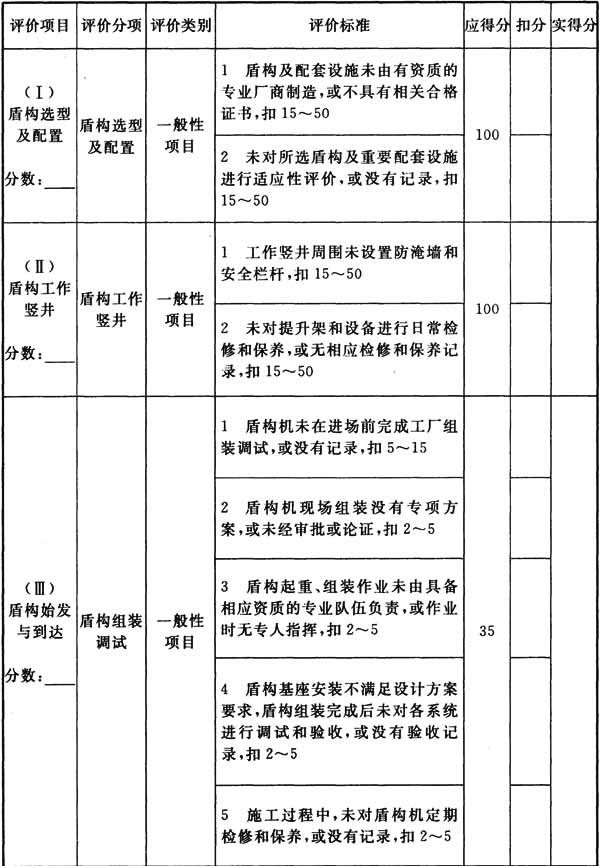 评价项目 评价分项 评价类别 评价标准 应得分 扣分 实得分
(Ⅰ)
盾构选型
及配置
分数:
盾构选型
及配置
一般性
项目
1 盾构及配套设施未由有资质的
专业厂商制造,或不具有相关合格
证书,扣15～50
2 未对所选盾构及重要配套设施
进行适应性评价,或没有记录,扣
15～50
100
(Ⅱ)
盾构工作
竖井
分数:
盾构工作
竖井
一般性
项目
1 工作竖井周围未设置防淹墙和
安全栏杆,扣15～50
2 未对提升架和设备进行日常检
修和保养,或无相应检修和保养记
录,扣15～50
100
(Ⅲ)
盾构始发
与到达
分数:
盾构组装
调试
一般性
项目
1 盾构机未在进场前完成工厂组
装调试,或没有记录,扣5～15
2 盾构机现场组装没有专项方
案,或未经审批或论证,扣2～5
3 盾构起重、组装作业未由具备
相应资质的专业队伍负责,或作业
时无专人指挥,扣2～5
4 盾构基座安装不满足设计方案
要求,盾构组装完成后未对各系统
进行调试和验收,或没有验收记
录,扣2～5
5 施工过程中,未对盾构机定期
检修和保养,或没有记录,扣2～5
35